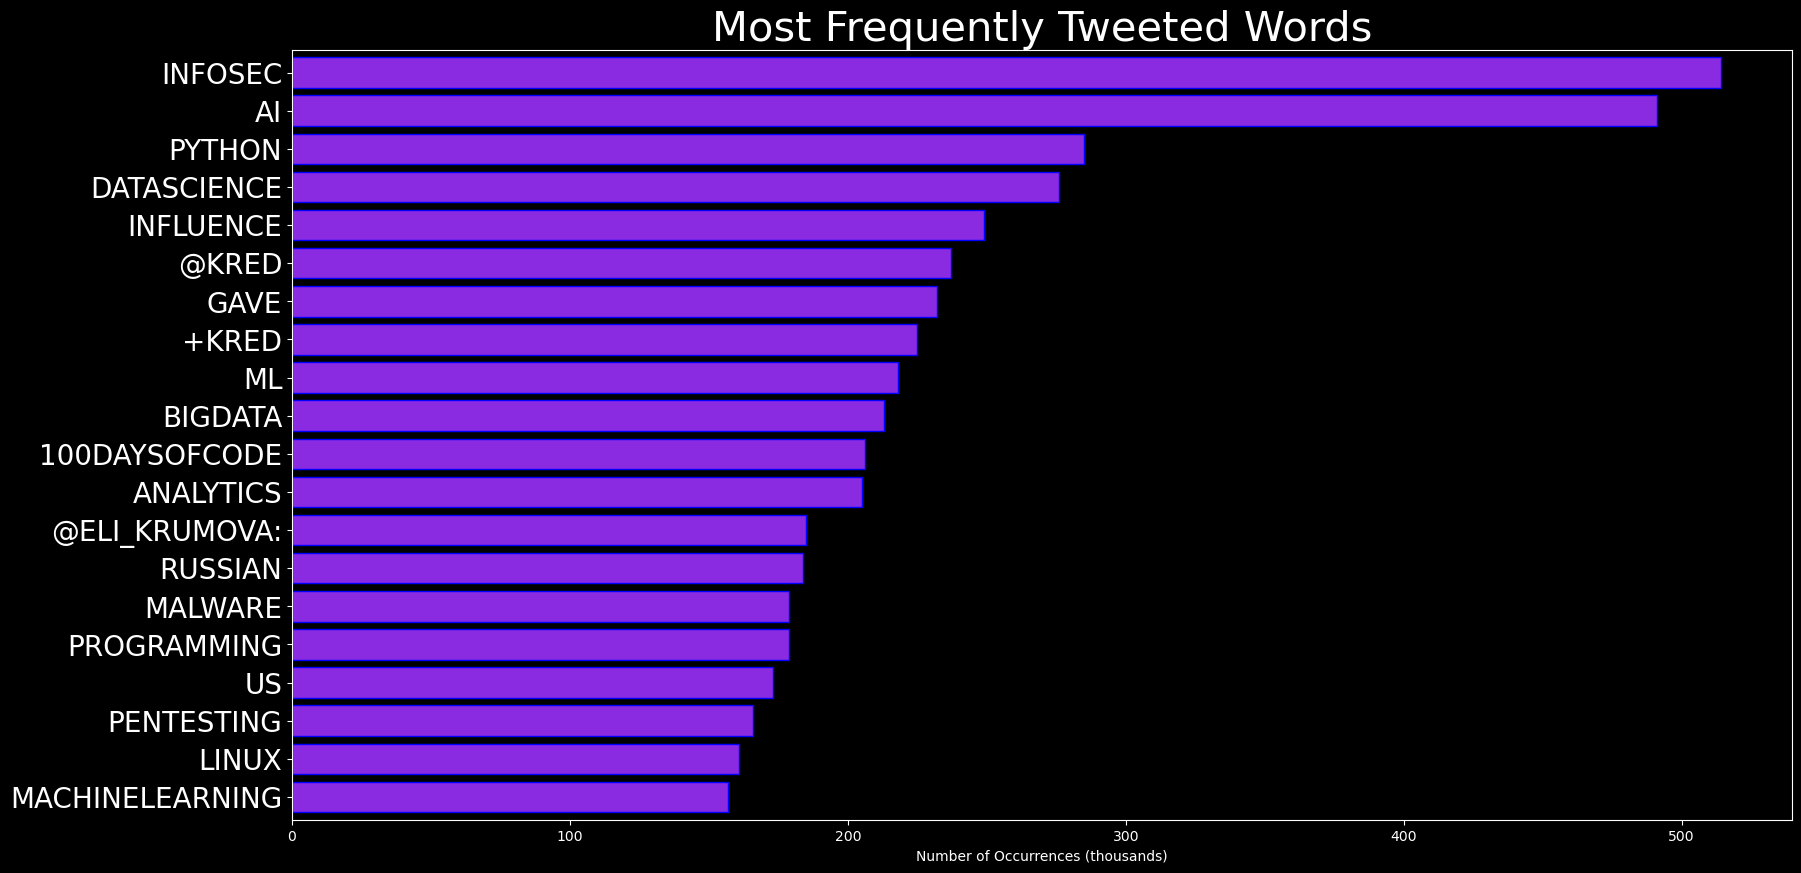 Most Frequently Tweeted Words
INFOSEC
AI
PYTHON
DATASCIENCE
INFLUENCE
@KRED
GAVE
+KRED
ML
BIGDATA
100DAYSOFCODE
ANALYTICS
@ELI_KRUMOVA:
RUSSIAN
MALWARE
PROGRAMMING
US
PENTESTING
LINUX
MACHINELEARNING
0 100 200 300 400 500
Number of Occurrences (thousands)